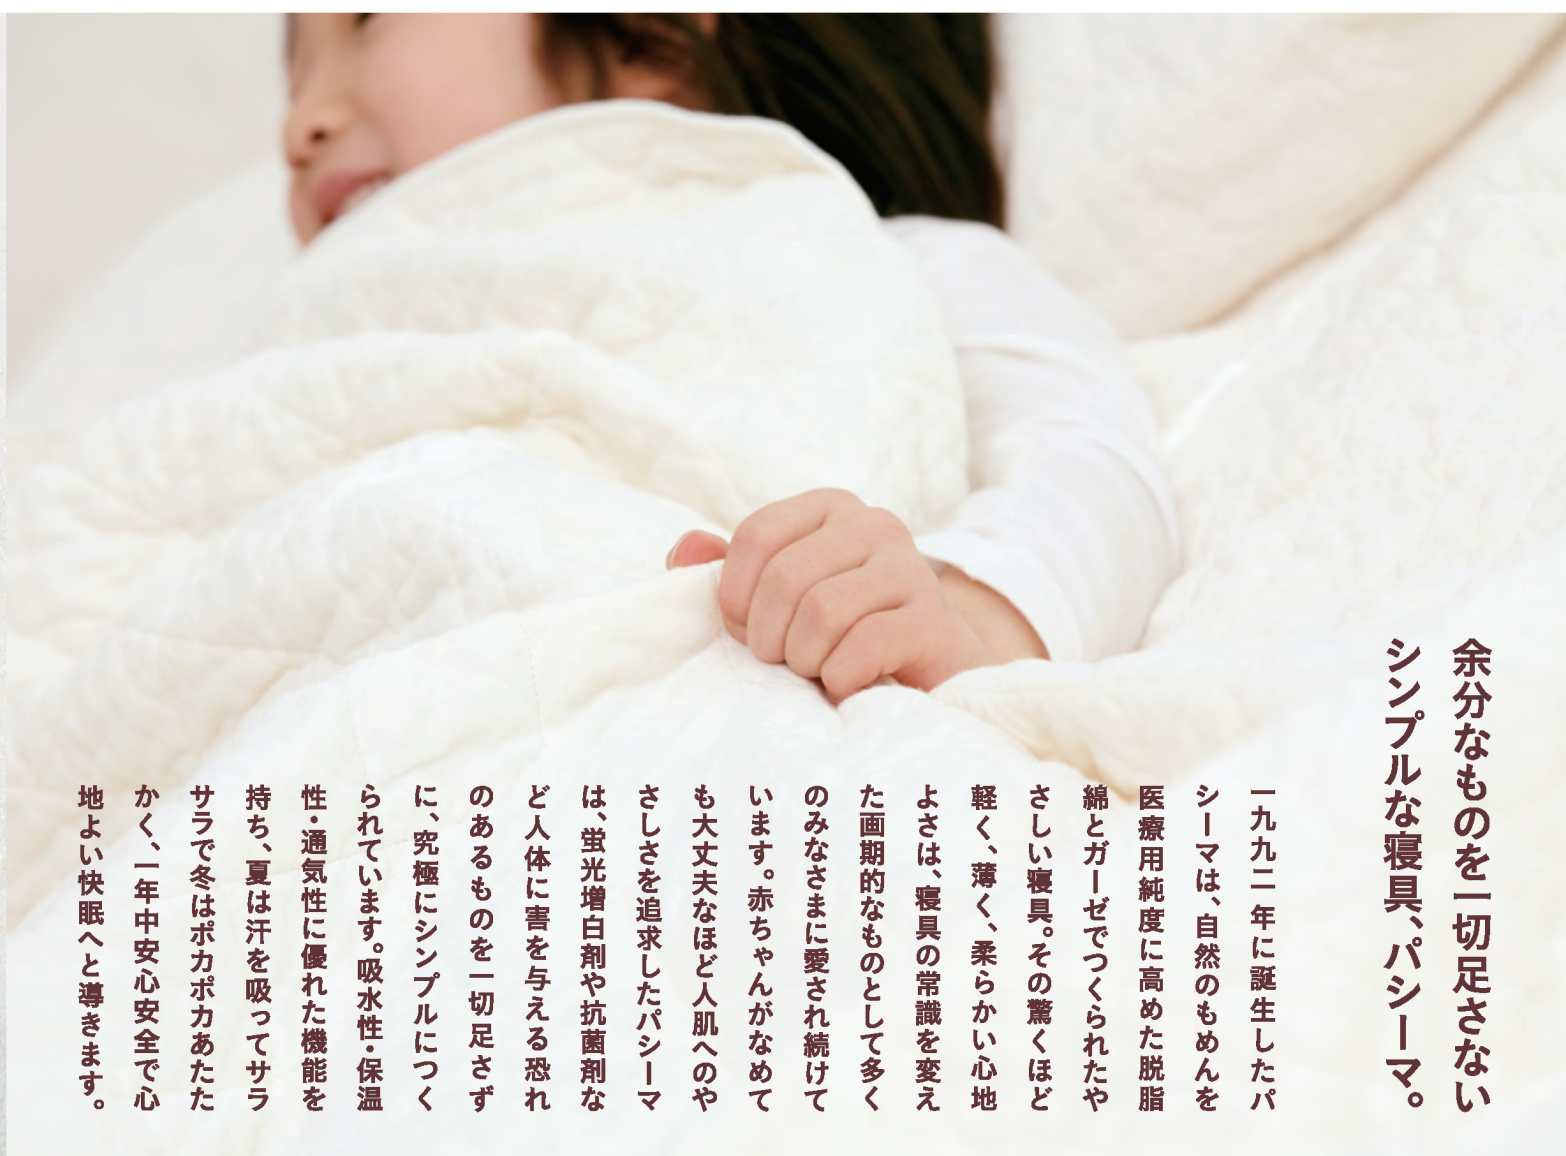 余分なものを一切足さない
シンプルな寝具、パシーマ。
一九九二年に誕生したパ
シーマは、自然のもめんを
医療用純度に高めた脱脂
綿とガーゼでつくられたや
さしい寝具。その驚くほど
軽く、薄く、柔らかい心地
よさは、寝具の常識を変え
た画期的なものとして多く
のみなさまに愛され続けて
います。赤ちゃんがなめて
も大丈夫なほど人肌へのや
さしさを追求したパシーマ
は、蛍光増白剤や抗菌剤な
ど人体に害を与える恐れ
のあるものを一切足さず
に、究極にシンプルにつく
られています。吸水性・保温
性・通気性に優れた機能を
持ち、夏は汗を吸ってサラ
サラで冬はポカポカあたた
かく、一年中安心安全で心
地よい快眠へと導きます。